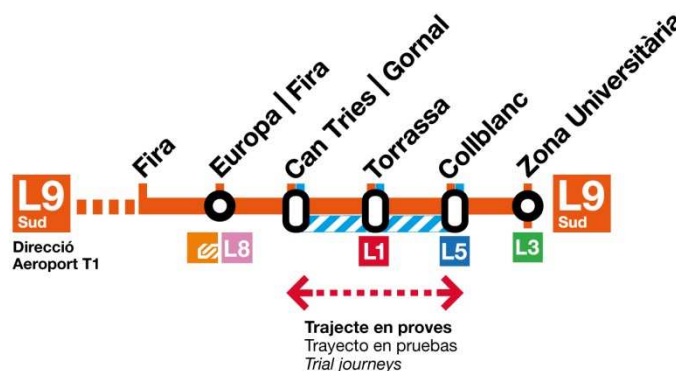 Fira
Europa | Fira
Can Tries | Gornal
Torrassa
Collblanc
Zona Universitària
L9
Sud
L9
Sud
Direcció
Aeroport T1
L8
L1
L5
L3
Trajecte en proves
Trayecto en pruebas
Trial journeys